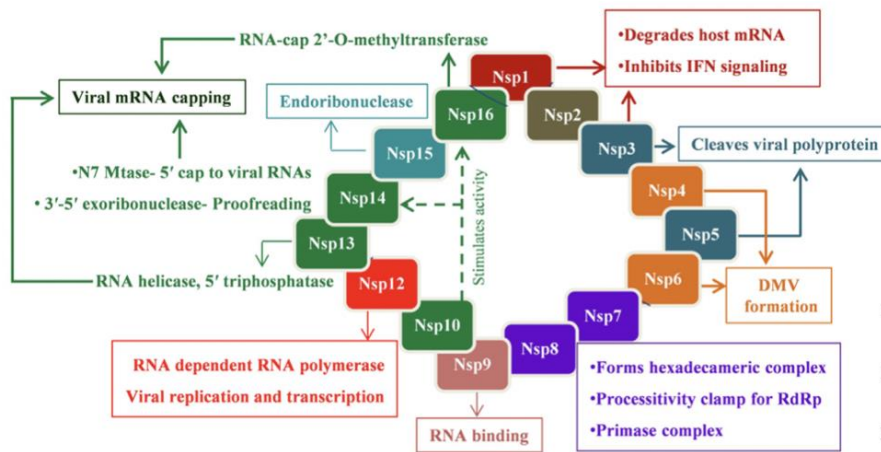 RNA-cap 2’-O-methyltransferase
•Degrades host mRNA
•Inhibits IFN signaling
Nsp1
Viral mRNA capping
Endoribonuclease
Nsp16
Nsp2
Nsp15
Nsp3
Cleaves viral polyprotein
•N7 Mtase- 5′ cap to viral RNAs
Nsp14
Nsp4
• 3′-5′ exoribonuclease- Proofreading
Stimulates activity
Nsp13
Nsp5
RNA helicase, 5′ triphosphatase
Nsp12
Nsp6
DMV
formation
Nsp10
Nsp7
Nsp9
Nsp8
RNA dependent RNA polymerase
Viral replication and transcription
•Forms hexadecameric complex
•Processitivity clamp for RdRp
•Primase complex
RNA binding